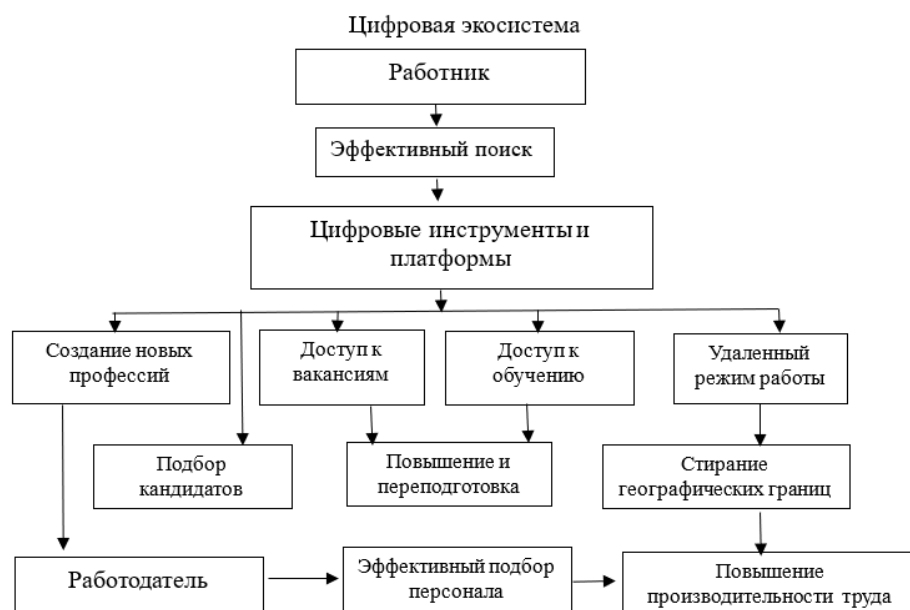 Цифровая экосистема
Работник
Эффективный поиск
Цифровые инструменты и
платформы
Создание новых
профессий
Доступ к
вакансиям
Доступ к
обучению
Удаленный
режим работы
Подбор
кандидатов
Повышение и
переподготовка
Стирание
географических границ
Работодатель
Эффективный подбор
персонала
Повышение
производительности труда